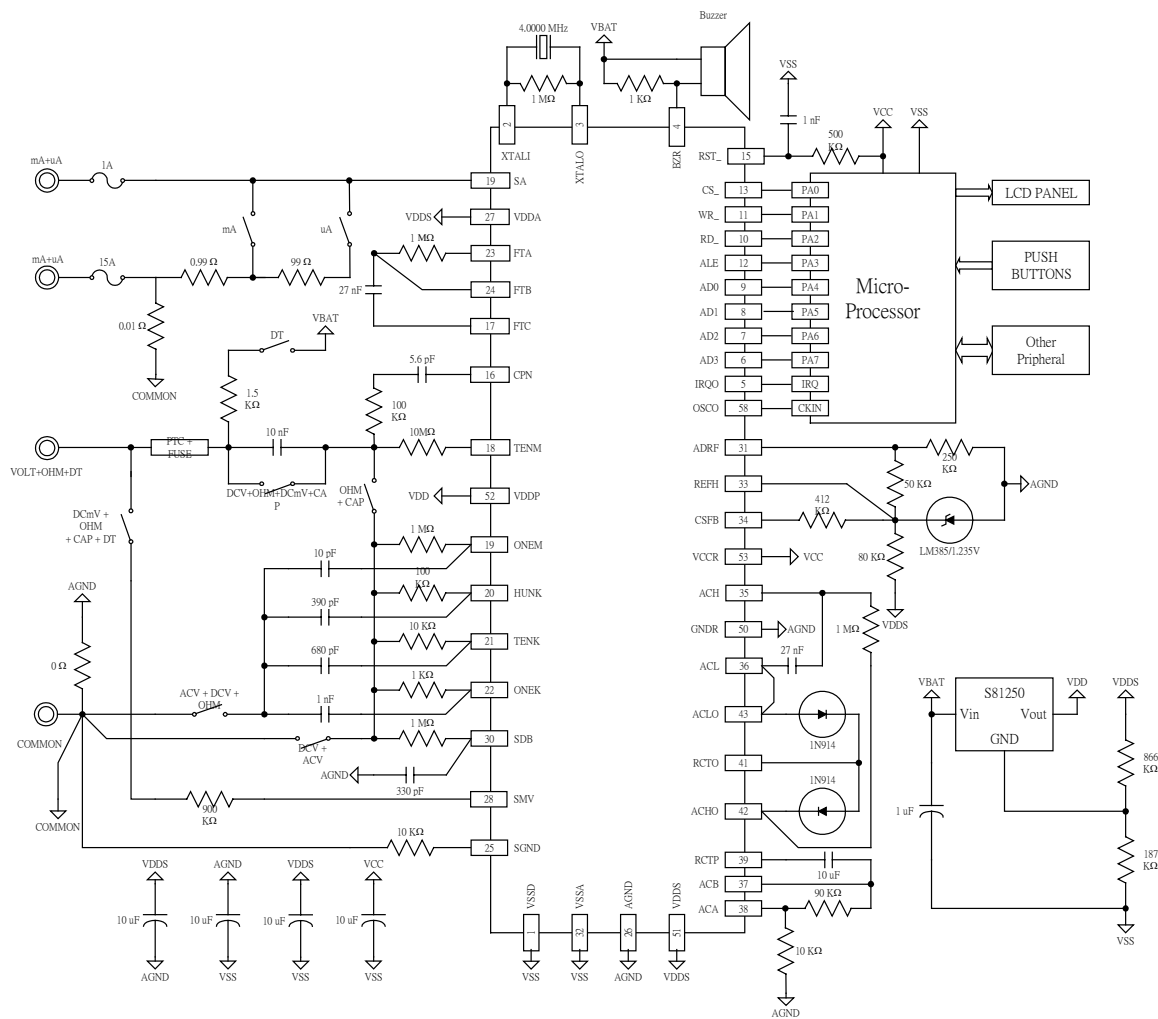 Buzzer
4.0000 MHz
VBAT
1 MΩ
1 KΩ
VSS
1 nF
500
KΩ
VCC
VSS
2
XTALI
3
XTALO
4
BZR
mA+uA
1A
mA
uA
mA+uA
15A
0.99 Ω
99 Ω
0.01 Ω
COMMON
19 SA
VDDS 27 VDDA
1 MΩ
23 FTA
24 FTB
27 nF
17 FTC
DT
VBAT
1.5
KΩ
5.6 pF
16 CPN
100
KΩ
VOLT+OHM+DT
PTC +
FUSE
10 nF
10MΩ
18 TENM
DCV+OHM+DCmV+CA
P
OHM
+ CAP
VDD 52 VDDP
DCmV +
OHM
+ CAP + DT
1 MΩ
19 ONEM
10 pF
100
KΩ
20 HUNK
390 pF
10 KΩ
21 TENK
680 pF
1 KΩ
22 ONEK
1 nF
AGND
0 Ω
ACV + DCV +
OHM
COMMON
DCV +
ACV
1 MΩ
30 SDB
AGND
330 pF
COMMON
900
KΩ
28 SMV
10 KΩ
25 SGND
VDDS
10 uF
AGND
AGND
10 uF
VSS
VDDS
10 uF
VSS
VCC
10 uF
VSS
VSSD
1
VSS
VSSA
32
VSS
AGND
26
AGND
VDDS
51
VDDS
RST_ 15
CS_ 13 PA0
WR_ 11 PA1
RD_ 10 PA2
ALE 12 PA3
AD0 9 PA4
AD1 8 PA5
AD2 7 PA6
AD3 6 PA7
IRQO 5 IRQ
OSCO 58 CKIN
Micro-
Processor
LCD PANEL
PUSH
BUTTONS
Other
Pripheral
ADRF 31
250
KΩ
50 KΩ
AGND
REFH 33
412
KΩ
CSFB 34
LM385/1.235V
80 KΩ
VDDS
VCCR 53 VCC
ACH 35
1 MΩ
GNDR 50 AGND
27 nF
ACL 36
ACLO 43
1N914
RCTO 41
1N914
ACHO 42
RCTP 39
10 uF
ACB 37
90 KΩ
ACA 38
10 KΩ
AGND
VBAT
S81250
Vin
Vout
GND
VDD
VDDS
866
KΩ
1 uF
187
KΩ
VSS